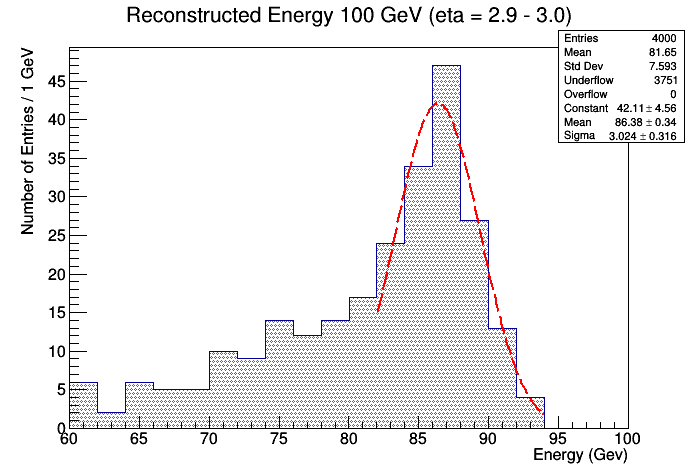 Reconstructed Energy 100 GeV (eta = 2.9 - 3.0)
Entries 4000
Mean 81.65
Std Dev 7.593
Underflow 3751
Overflow 0
Constant 42.11 ± 4.56
Mean 86.38 ± 0.34
Sigma 3.024 ± 0.316
Number of Entries / 1 GeV
45
40
35
30
25
20
15
10
5
0
60 65 70 75 80 85 90 95 100
Energy (Gev)